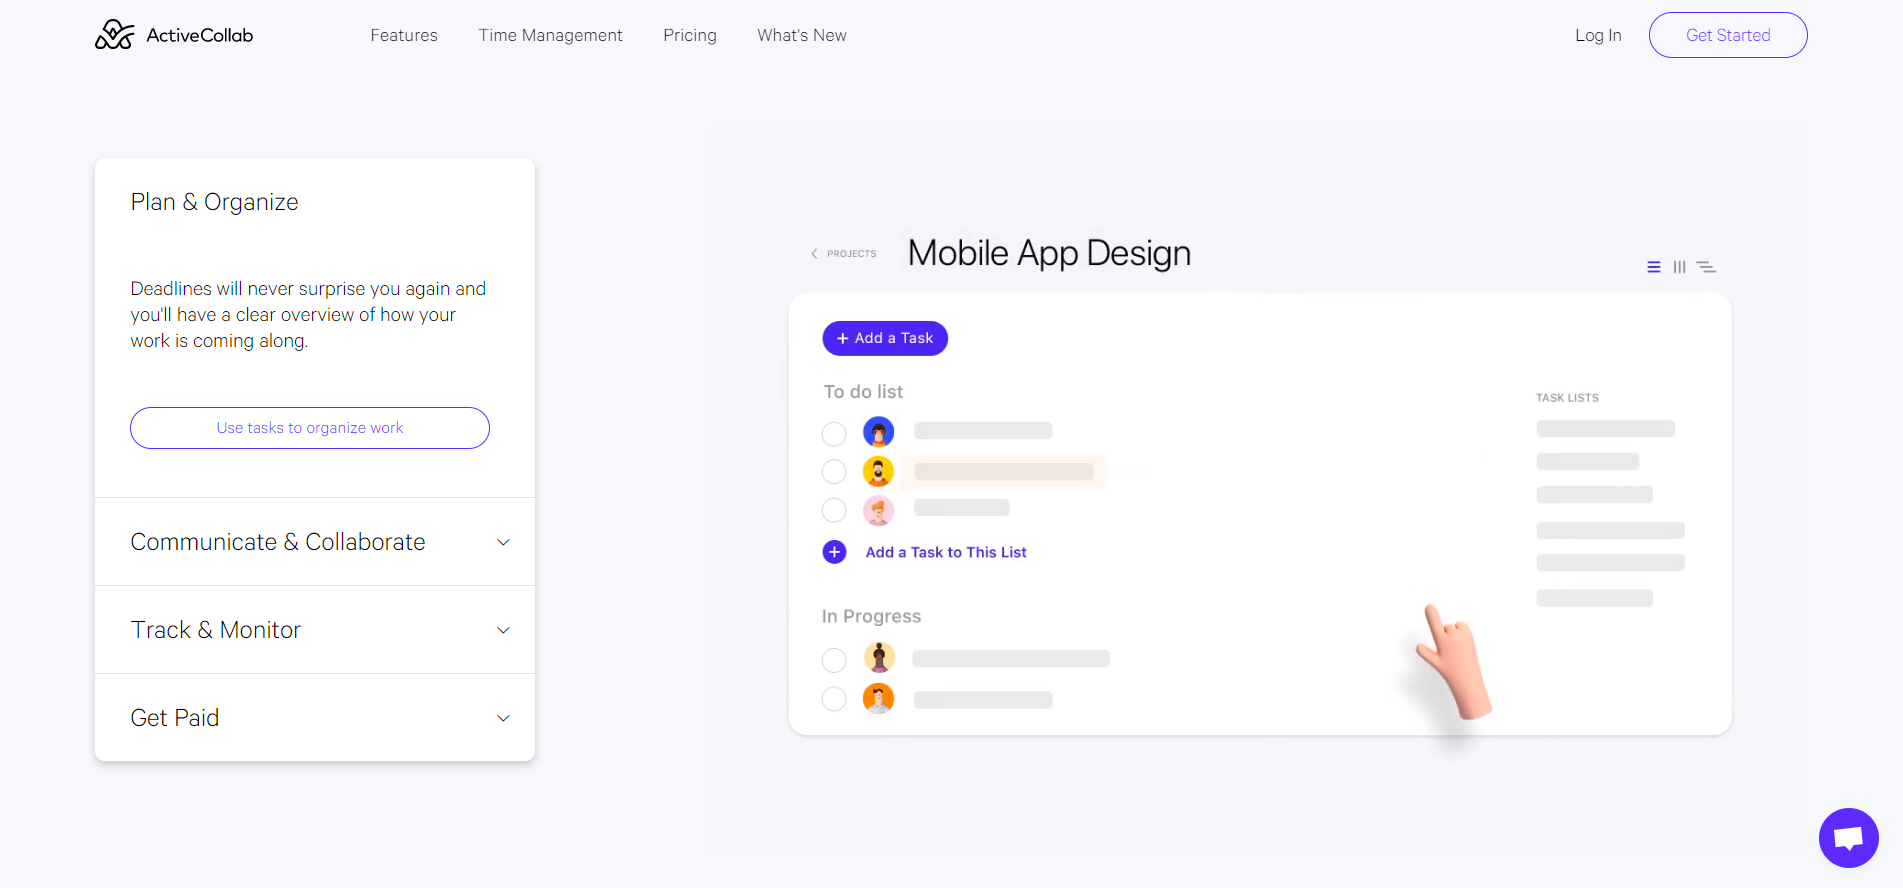 ActiveCollab
Features
Time Management
Pricing
What's New
Log In
Get Started
Plan & Organize
Deadlines will never surprise you again and
you'll have a clear overview of how your
work is coming along.
Use tasks to organize work
Communicate & Collaborate
Track & Monitor
Get Paid
PROJECTS
Mobile App Design
+ Add a Task
To do list
Add a Task to This List
In Progress
TASK LISTS